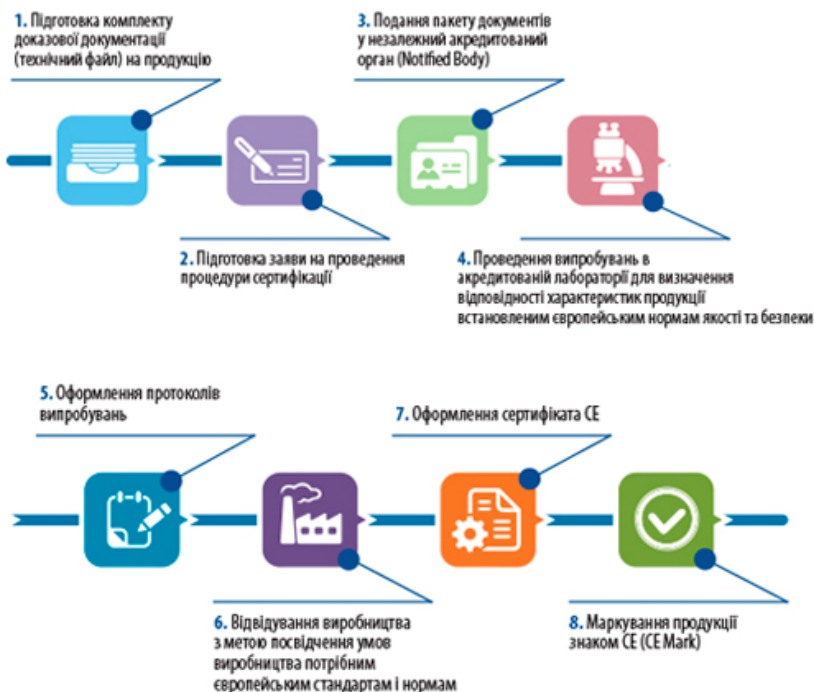 1. Підготовка комплекту
доказової документації
(технічний файл) на продукцію
3. Подання пакету документів
у незалежний акредитований
орган (Notified Body)
2. Підготовка заяви на проведення
процедури сертифікації
4. Проведення випробувань в
акредитованій лабораторії для визначення
відповідності характеристик продукції
встановленим європейським нормам якості та безпеки
5. Оформлення протоколів
випробувань
7. Оформлення сертифіката СЕ
6. Відвідування виробництва
з метою посвідчення умов
виробництва потрібним
європейським стандартам і нормам
8. Маркування продукції
знаком СЕ (CE Mark)